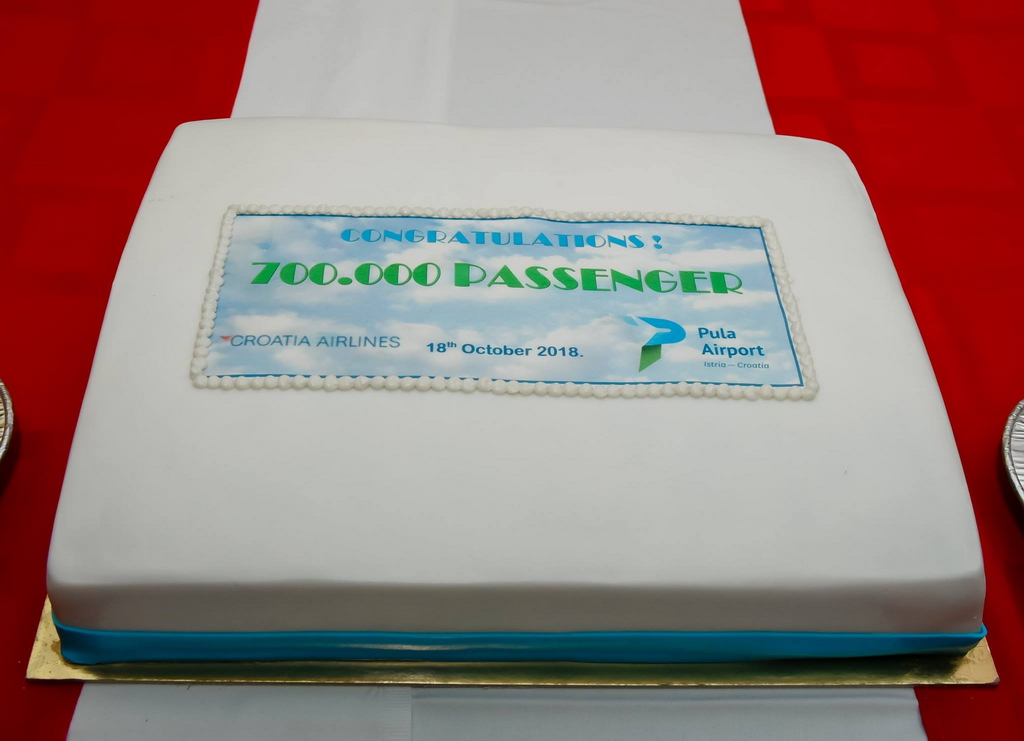 CONGRATULATIONS !
700.000 PASSENGER
CROATIA AIRLINES
18th October 2018.
Pula
Airport
Istria – Croatia